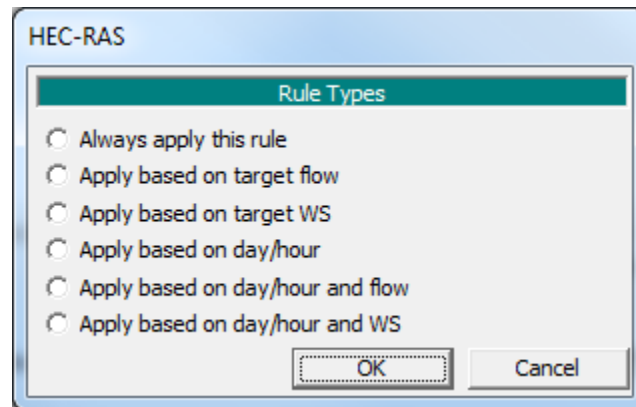 HEC-RAS
Rule Types
Always apply this rule
Apply based on target flow
Apply based on target WS
Apply based on day/hour
Apply based on day/hour and flow
Apply based on day/hour and WS
OK Cancel